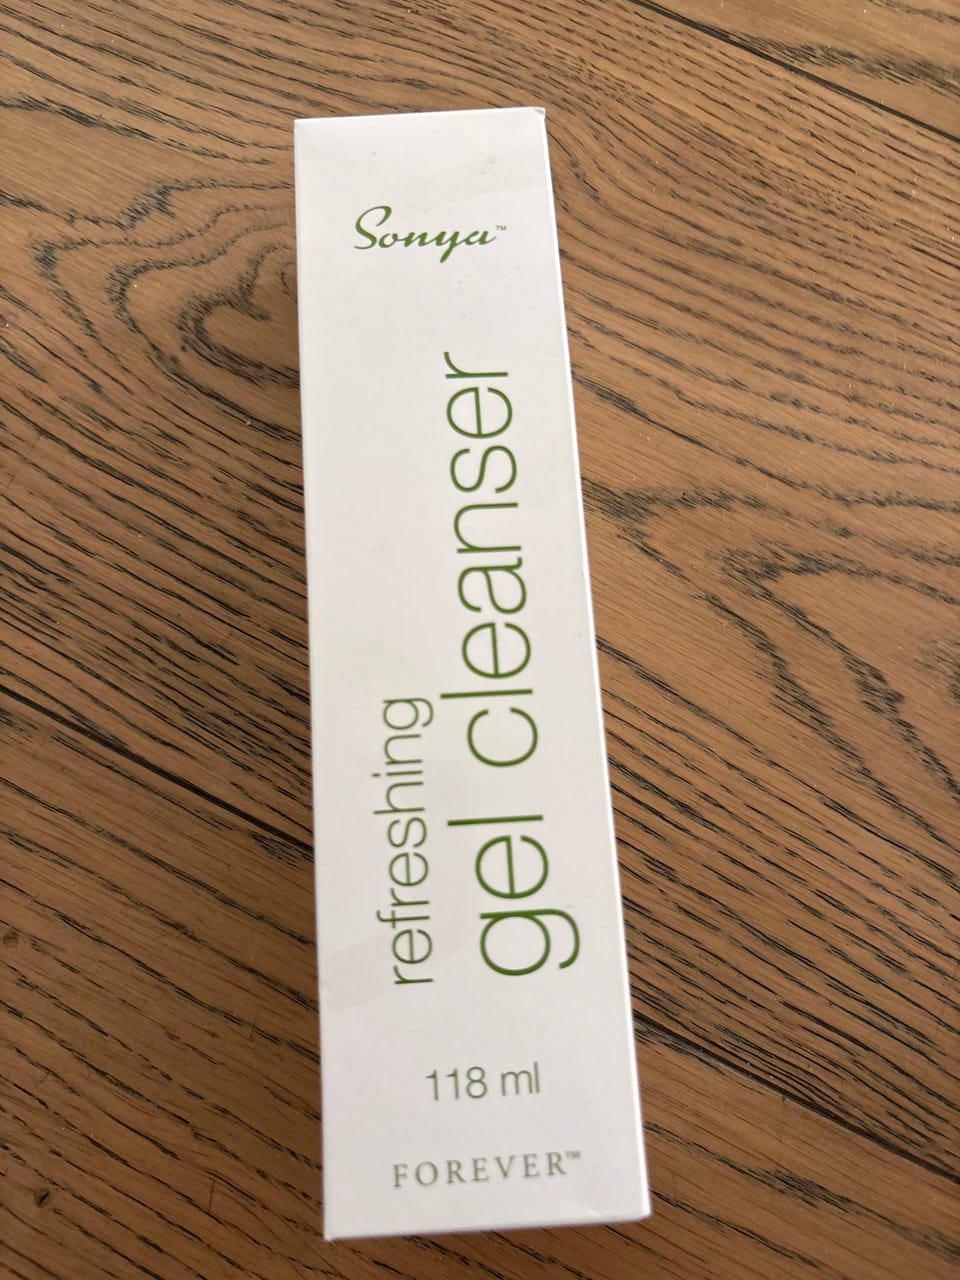 Sonya™
refreshing
gel cleanser
118 ml
FOREVER™